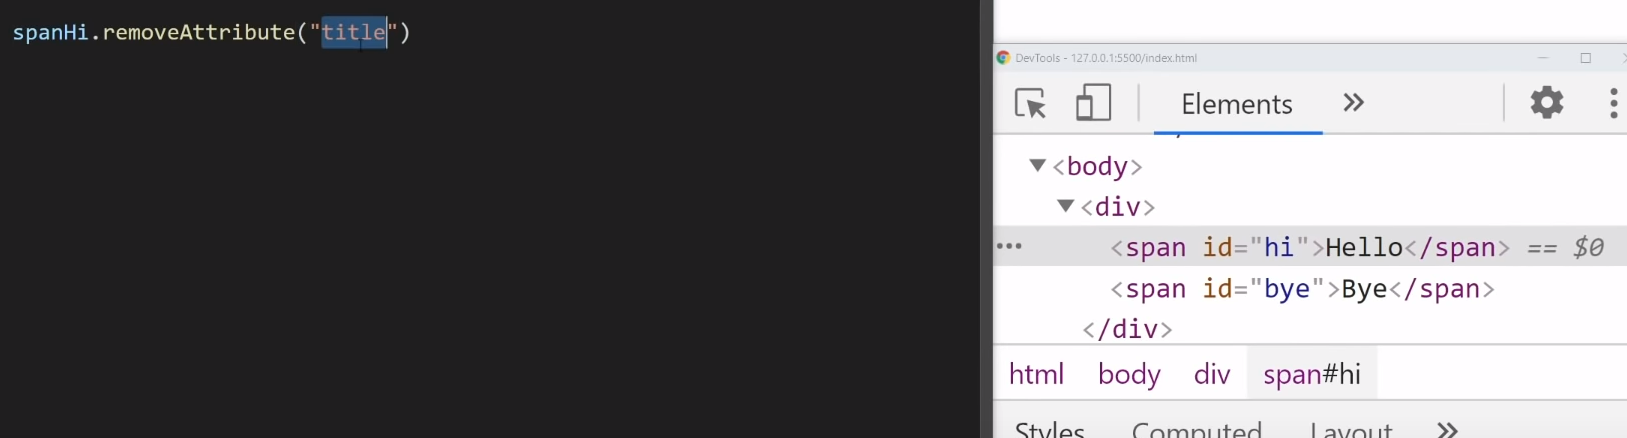 spanHi.removeAttribute("title")
DevTools - 127.0.0.1:5500/index.html
Elements
<body>
<div>
<span id="hi">Hello</span> == $0
<span id="bye">Bye</span>
</div>
html body div span#hi
Styles Computed Layout